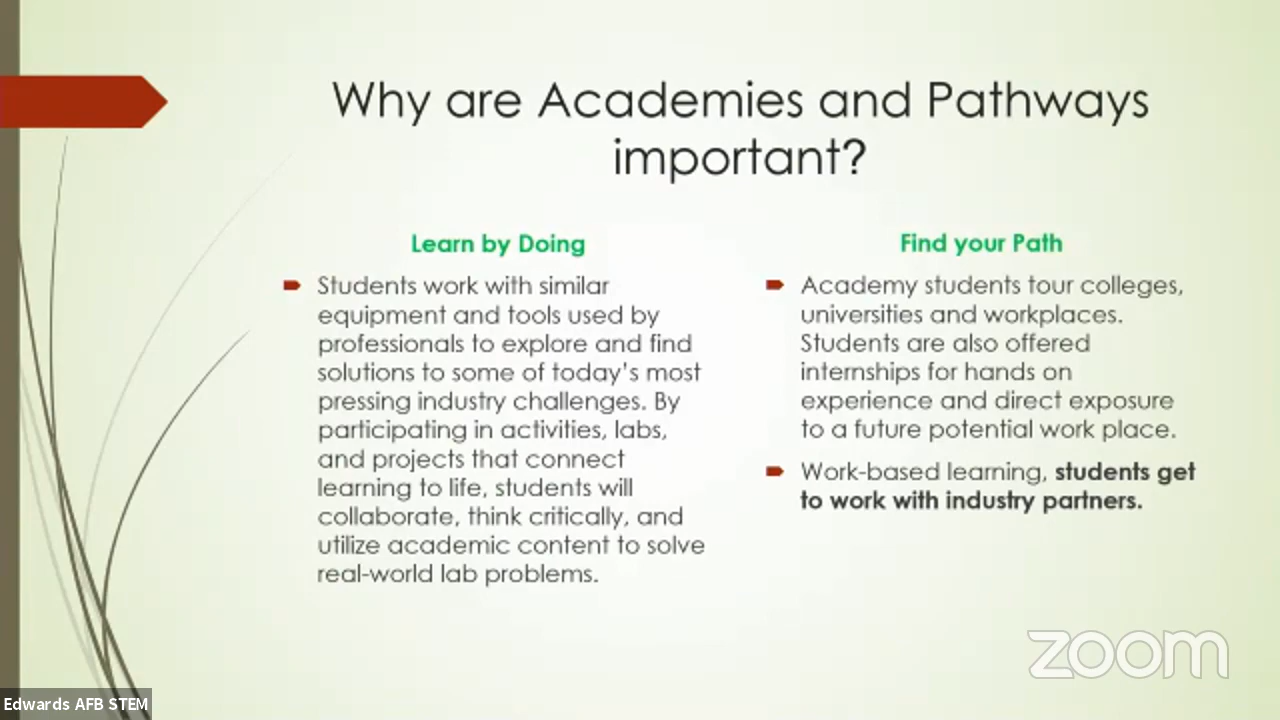 Why are Academies and Pathways
important?
Learn by Doing
Students work with similar
equipment and tools used by
professionals to explore and find
solutions to some of today's most
pressing industry challenges. By
participating in activities, labs,
and projects that connect
learning to life, students will
collaborate, think critically, and
utilize academic content to solve
real-world lab problems.
Find your Path
Academy students tour colleges,
universities and workplaces.
Students are also offered
internships for hands on
experience and direct exposure
to a future potential work place.
Work-based learning, students get
to work with industry partners.
zoom
Edwards AFB STEM